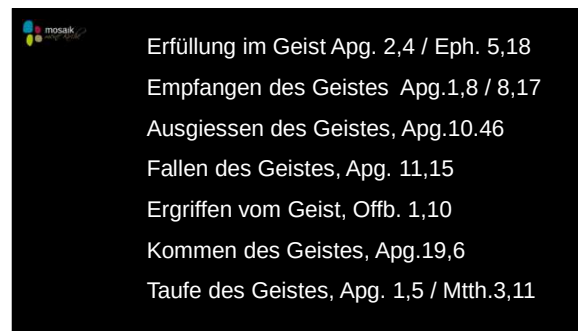 mosaik
Erfüllung im Geist Apg. 2,4 / Eph. 5,18
Empfangen des Geistes  Apg.1,8 / 8,17
Ausgiessen des Geistes, Apg.10.46
Fallen des Geistes, Apg. 11,15
Ergriffen vom Geist, Offb. 1,10
Kommen des Geistes, Apg.19,6
Taufe des Geistes, Apg. 1,5 / Mtth.3,11